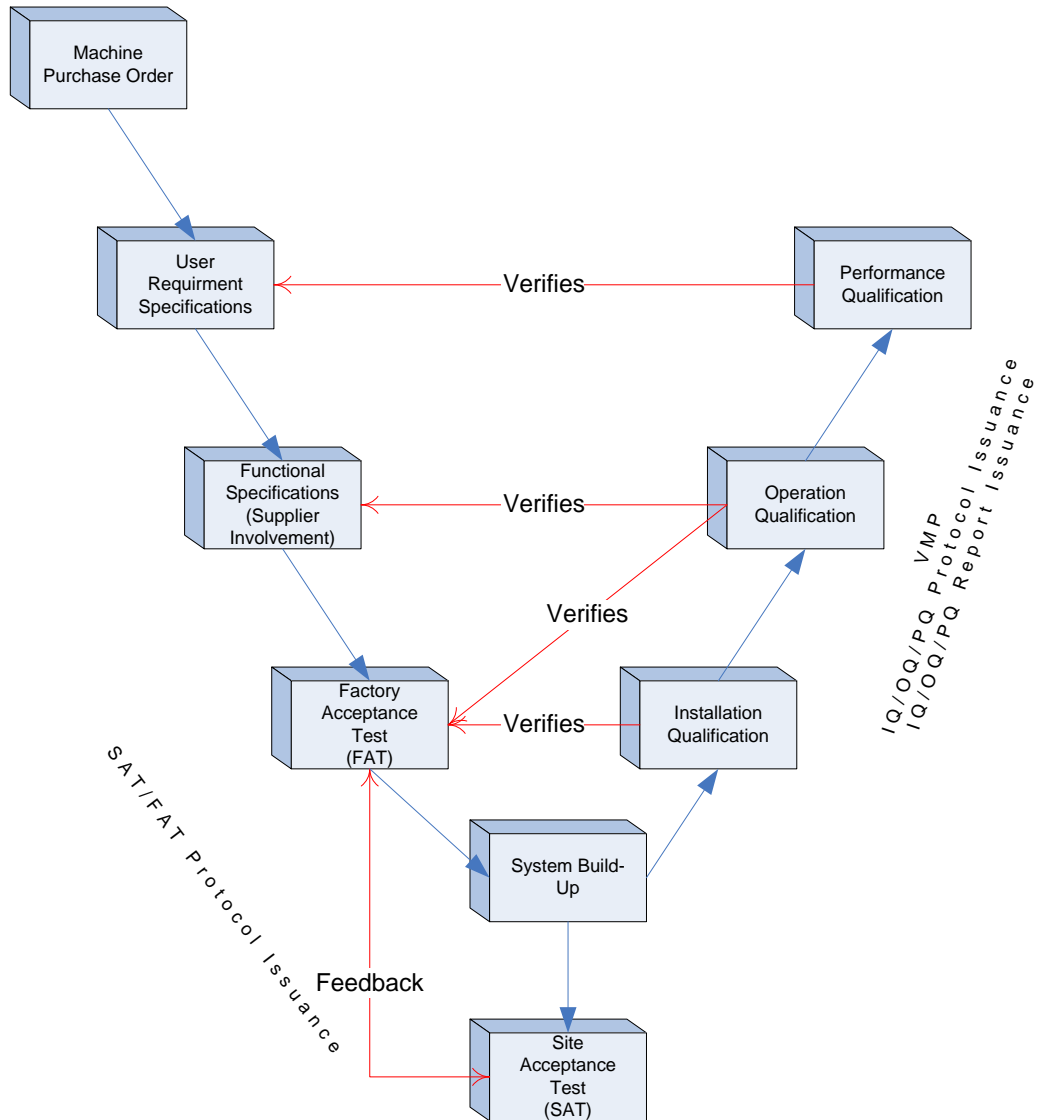 Machine
Purchase Order
User
Requirment
Specifications
Verifies
Performance
Qualification
Functional
Specifications
(Supplier
Involvement)
Verifies
Operation
Qualification
VMP
IQ/OQ/PQ Protocol Issuance
IQ/OQ/PQ Report Issuance
Verifies
Factory
Acceptance
Test
(FAT)
Verifies
Installation
Qualification
SAT/FAT Protocol Issuance
System Build-
Up
Feedback
Site
Acceptance
Test
(SAT)